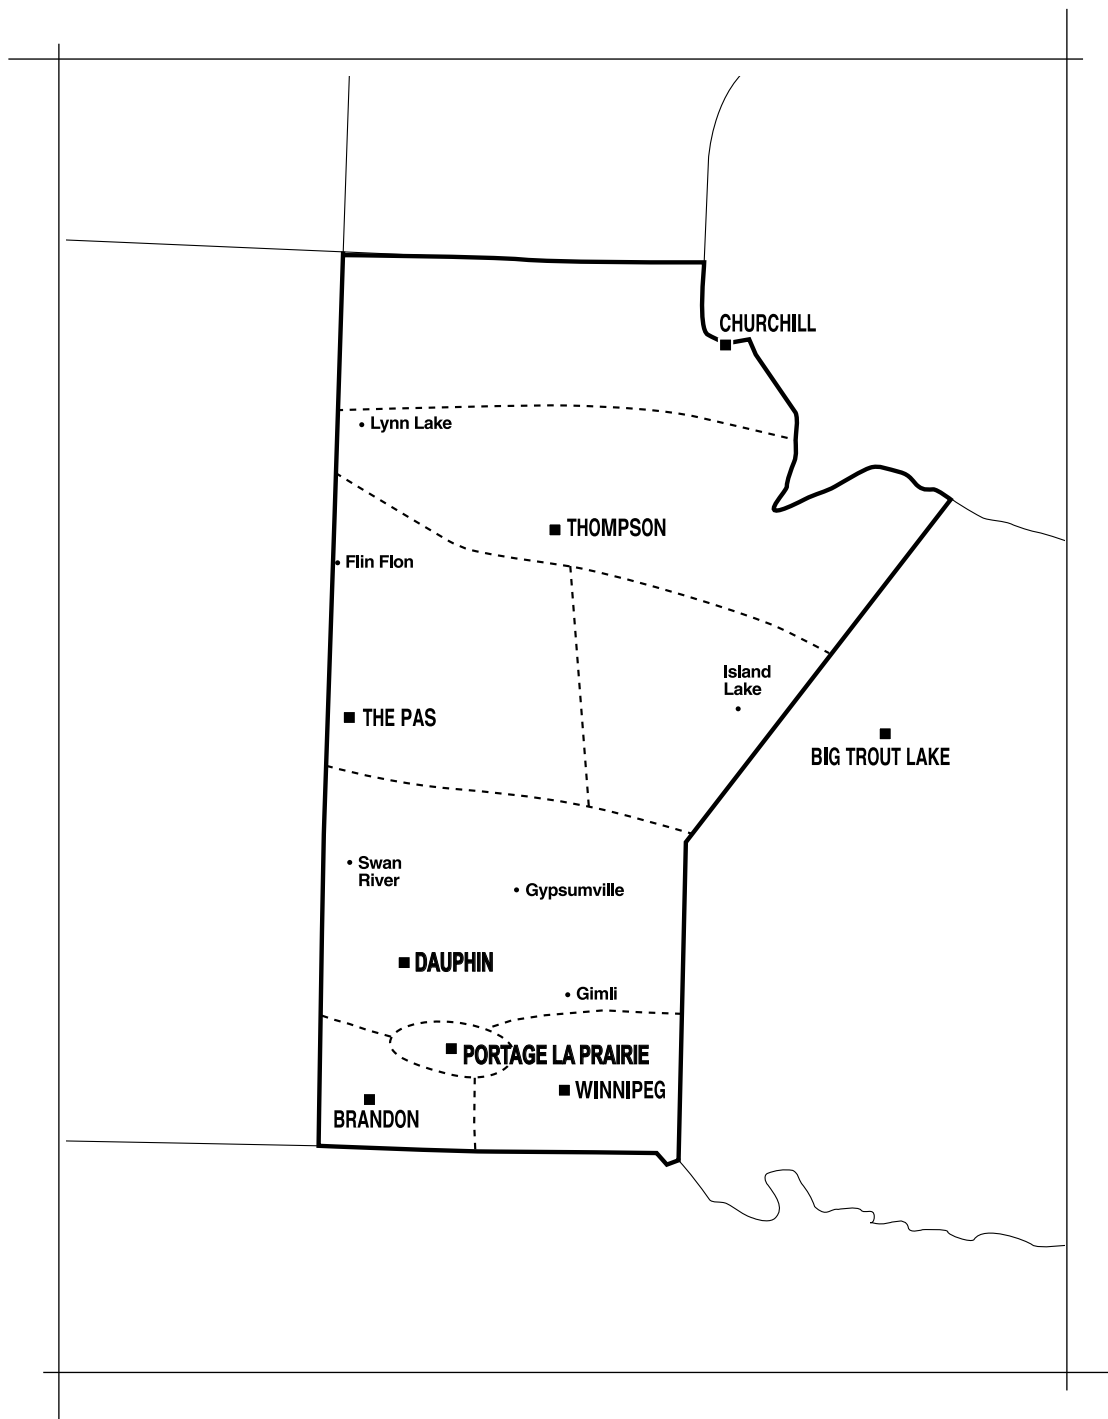 CHURCHILL
Lynn Lake
THOMPSON
Flin Flon
Island
Lake
THE PAS
BIG TROUT LAKE
Swan
River
Gypsumville
DAUPHIN
Gimli
PORTAGE LA PRAIRIE
WINNIPEG
BRANDON